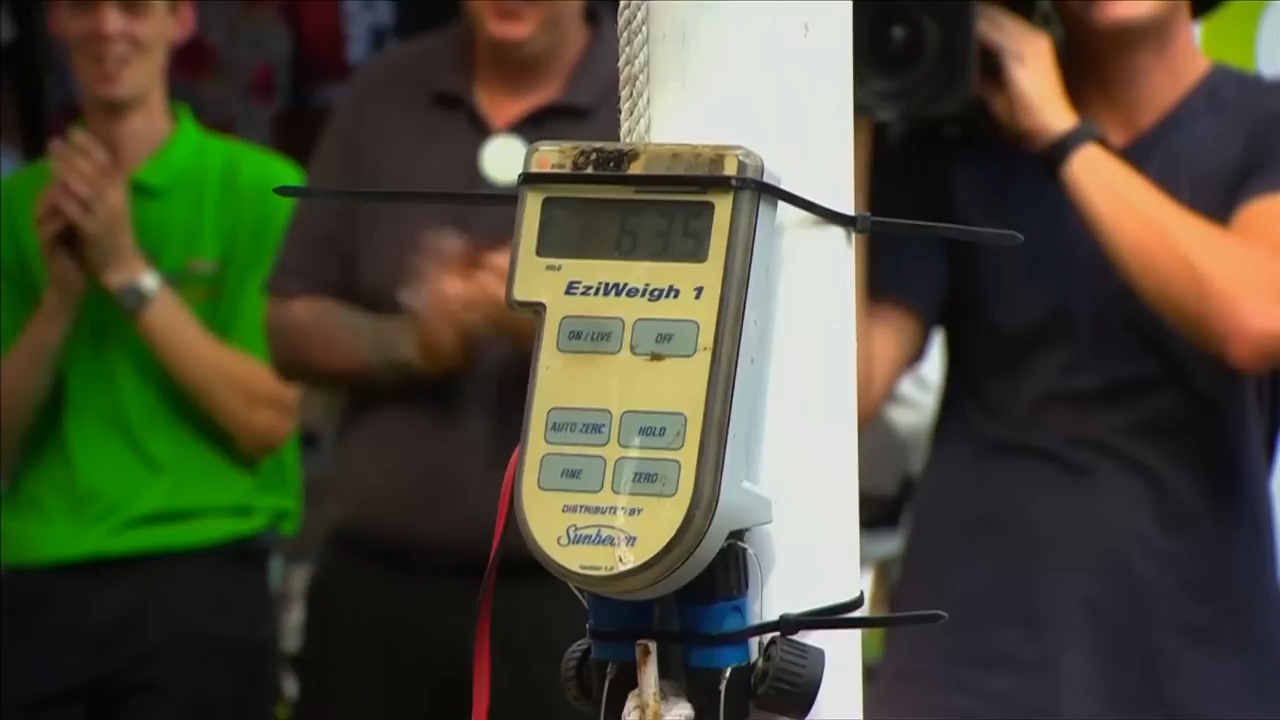 635
HOLD
EziWeigh 1
ON / LIVE OFF
AUTO ZERO HOLD
FINE ZERO
DISTRIBUTED BY
Sunbeam